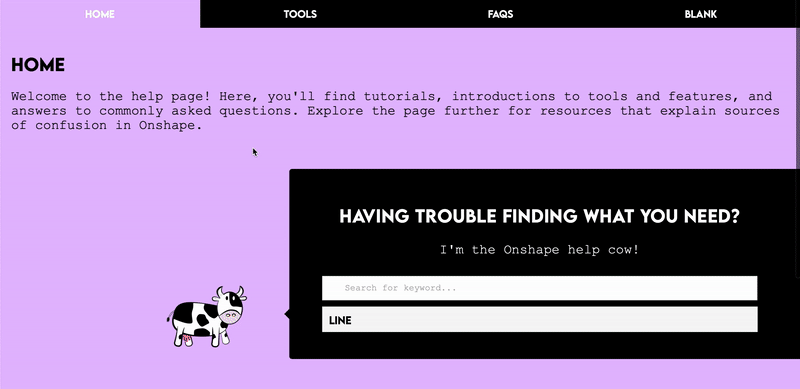 HOME
TOOLS
FAQS
BLANK
HOME
Welcome to the help page! Here, you'll find tutorials, introductions to tools and features, and
answers to commonly asked questions. Explore the page further for resources that explain sources
of confusion in Onshape.
HAVING TROUBLE FINDING WHAT YOU NEED?
I'm the Onshape help cow!
Search for keyword...
LINE